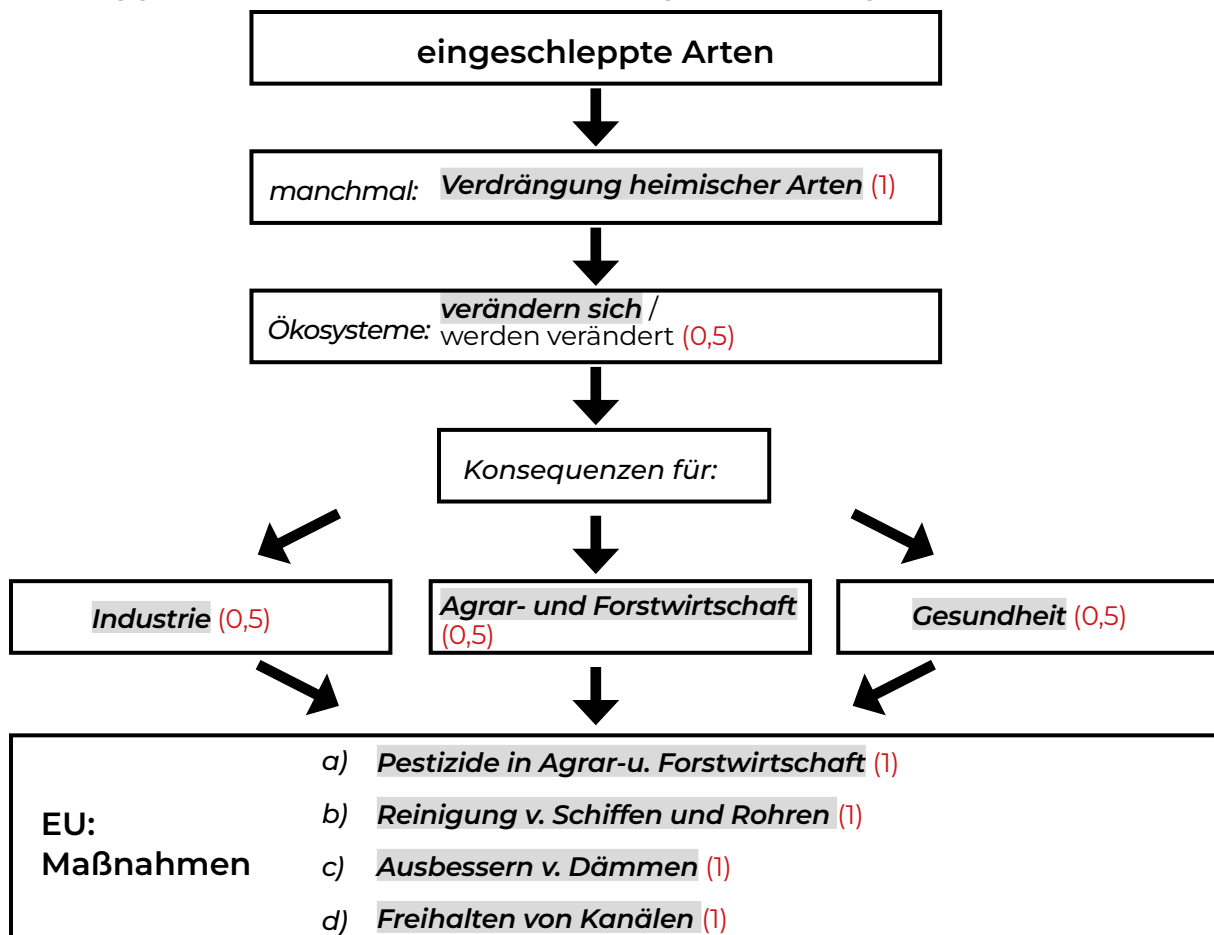 eingeschleppte Arten
manchmal: Verdrängung heimischer Arten (1)
Ökosysteme: verändern sich /
werden verändert (0,5)
Konsequenzen für:
Industrie (0,5)
Agrar- und Forstwirtschaft
(0,5)
Gesundheit (0,5)
EU:
Maßnahmen
a) Pestizide in Agrar-u. Forstwirtschaft (1)
b) Reinigung v. Schiffen und Rohren (1)
c) Ausbessern v. Dämmen (1)
d) Freihalten von Kanälen (1)